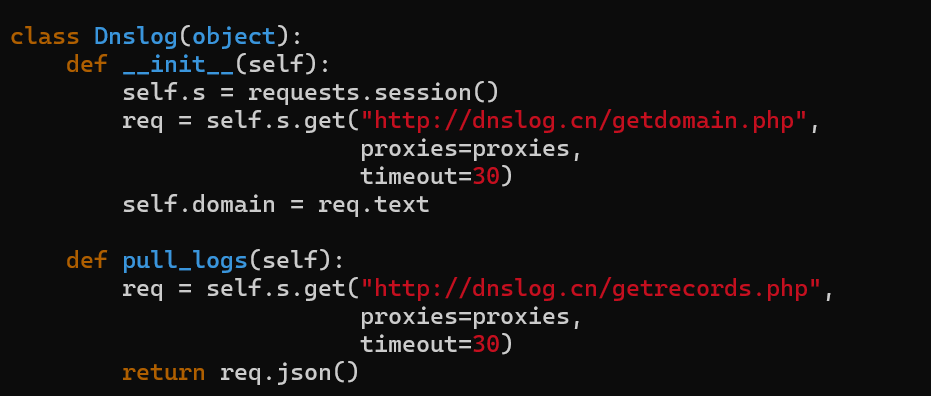 class Dnslog(object):
    def __init__(self):
        self.s = requests.session()
        req = self.s.get("http://dnslog.cn/getdomain.php",
                         proxies=proxies,
                         timeout=30)
        self.domain = req.text

    def pull_logs(self):
        req = self.s.get("http://dnslog.cn/getrecords.php",
                         proxies=proxies,
                         timeout=30)
        return req.json()